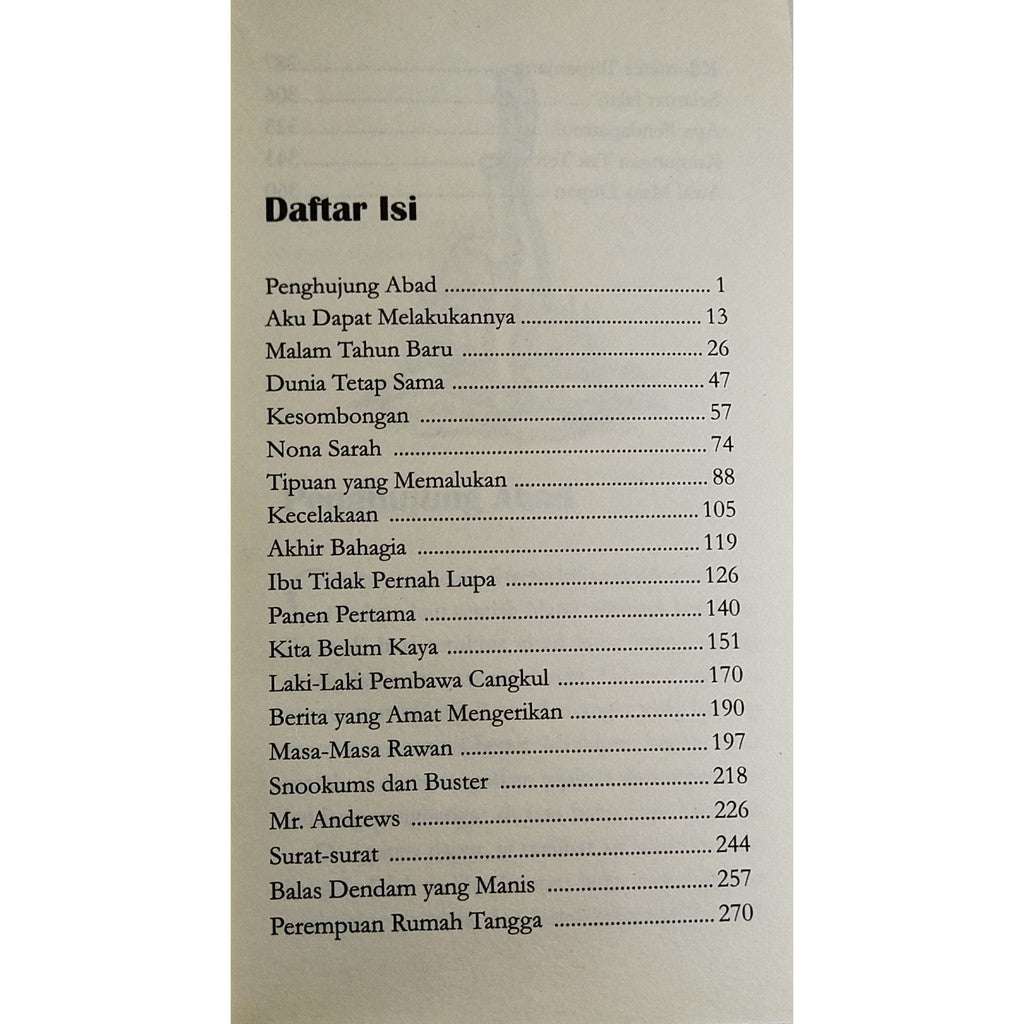 Daftar Isi
Penghujung Abad ........................................ 1
Aku Dapat Melakukannya ........................... 13
Malam Tahun Baru .................................... 26
Dunia Tetap Sama ...................................... 47
Kesombongan ........................................... 57
Nona Sarah ............................................... 74
Tipuan yang Memalukan ............................. 88
Kecelakaan .............................................. 105
Akhir Bahagia .......................................... 119
Ibu Tidak Pernah Lupa ............................. 126
Panen Pertama ......................................... 140
Kita Belum Kaya ...................................... 151
Laki-Laki Pembawa Cangkul ...................... 170
Berita yang Amat Mengerikan .................... 190
Masa-Masa Rawan ..................................... 197
Snookums dan Buster ............................... 218
Mr. Andrews ............................................ 226
Surat-surat ................................................ 244
Balas Dendam yang Manis ......................... 257
Perempuan Rumah Tangga ........................ 270